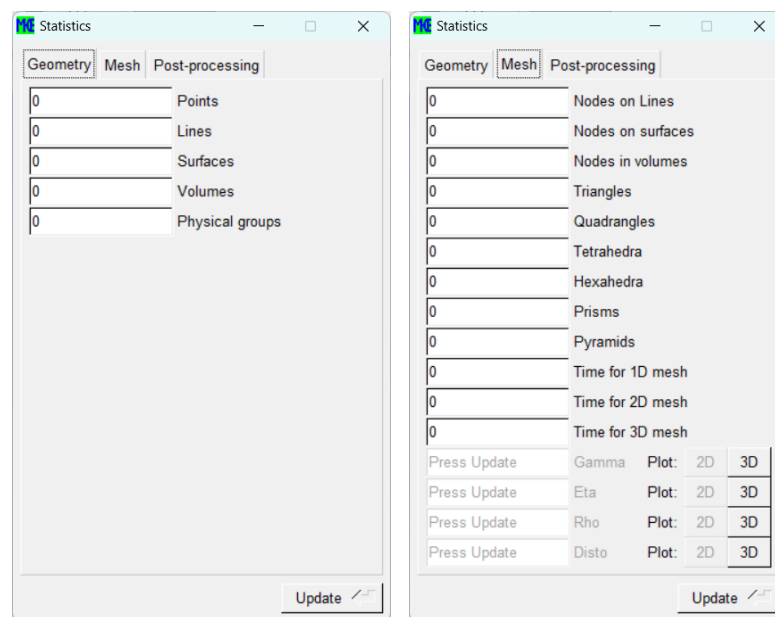 MKE Statistics
Geometry Mesh Post-processing
0 Points
0 Lines
0 Surfaces
0 Volumes
0 Physical groups
Update
Statistics
Geometry Mesh Post-processing
0 Nodes on Lines
0 Nodes on surfaces
0 Nodes in volumes
0 Triangles
0 Quadrangles
0 Tetrahedra
0 Hexahedra
0 Prisms
0 Pyramids
0 Time for 1D mesh
0 Time for 2D mesh
0 Time for 3D mesh
Press Update Gamma Plot: 2D 3D
Press Update Eta Plot: 2D 3D
Press Update Rho Plot: 2D 3D
Press Update Disto Plot: 2D 3D
Update